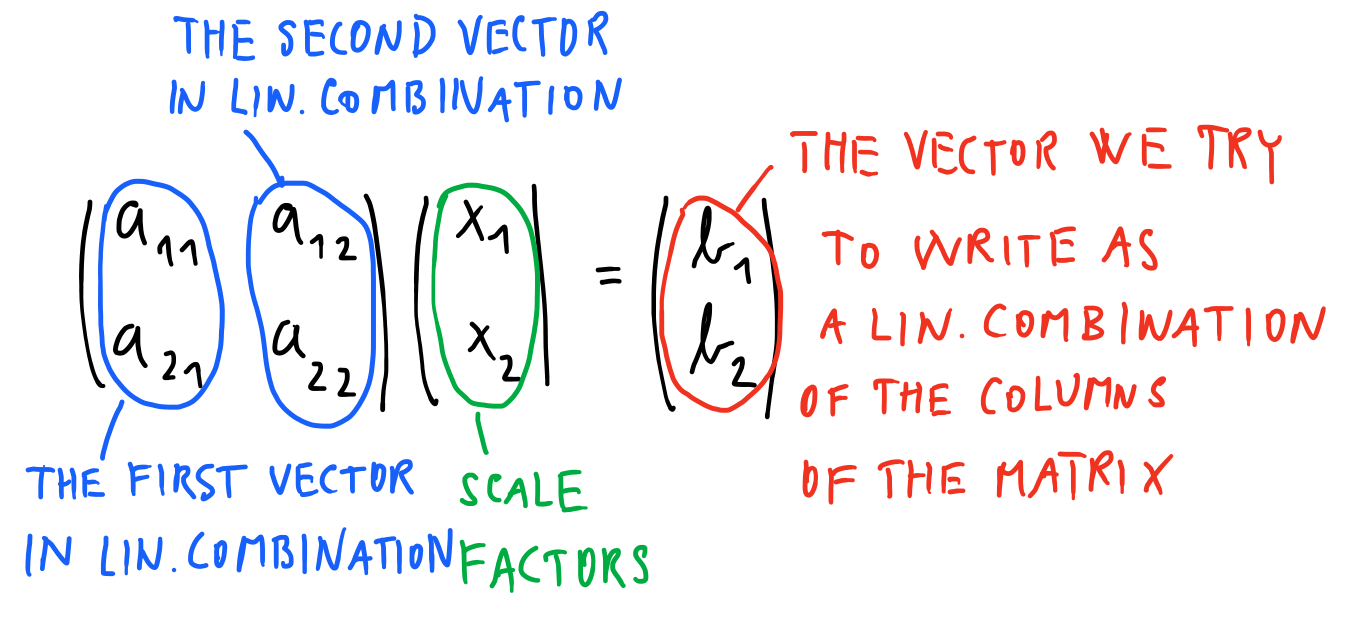 THE SECOND VECTOR
IN LIN. COMBINATION
THE VECTOR WE TRY
TO WRITE AS
A LIN. COMBINATION
OF THE COLUMNS
OF THE MATRIX
a11 a12 x1 = b1
a21 a22 x2 b2
THE FIRST VECTOR
IN LIN. COMBINATION
SCALE
FACTORS